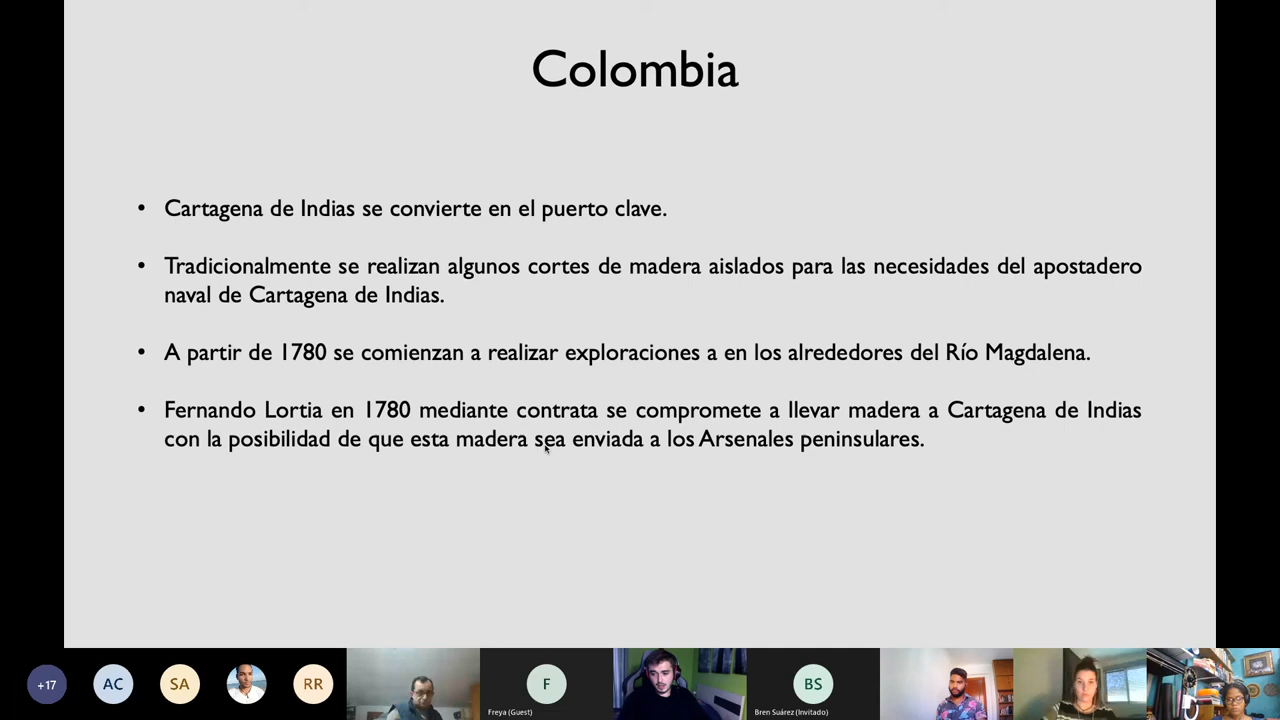 Colombia
• Cartagena de Indias se convierte en el puerto clave.
• Tradicionalmente se realizan algunos cortes de madera aislados para las necesidades del apostadero
naval de Cartagena de Indias.
• A partir de 1780 se comienzan a realizar exploraciones a en los alrededores del Río Magdalena.
• Fernando Lortia en 1780 mediante contrata se compromete a llevar madera a Cartagena de Indias
con la posibilidad de que esta madera sea enviada a los Arsenales peninsulares.
+17
AC
SA
RR
F
Freya (Guest)
BS
Bren Suárez (Invitado)